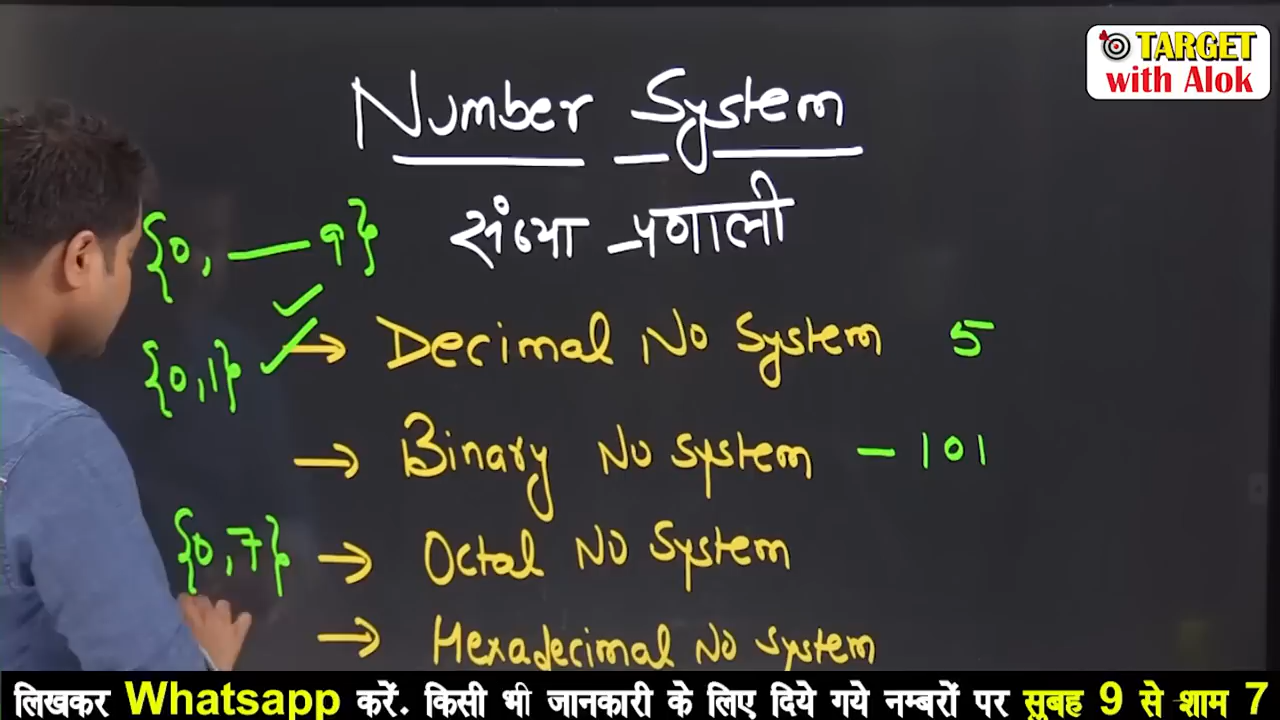 TARGET
with Alok
Number System
संख्या प्रणाली
{0, — 9}
{0,1}
→ Decimal No System 5
→ Binary No System – 101
{0,7} → Octal No System
→ Hexadecimal No System
लिखकर Whatsapp करें. किसी भी जानकारी के लिए दिये गये नम्बरों पर सुबह 9 से शाम 7